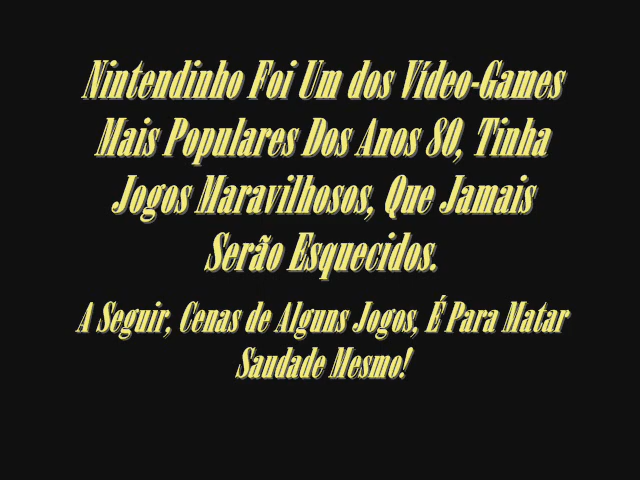 Nintendinho Foi Um dos Vídeo-Games
Mais Populares Dos Anos 80, Tinha
Jogos Maravilhosos, Que Jamais
Serão Esquecidos.
A Seguir, Cenas de Alguns Jogos, É Para Matar
Saudade Mesmo!